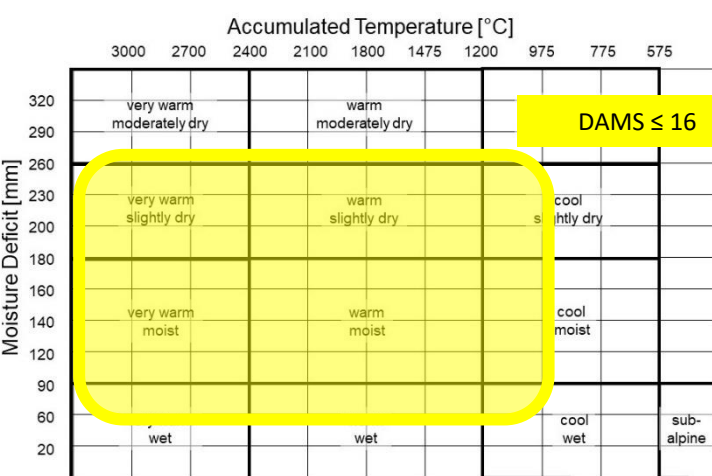 Accumulated Temperature [°C]
3000 2700 2400 2100 1800 1475 1200 975 775 575
Moisture Deficit [mm]
320
290
260
230
200
180
160
140
120
90
60
20
very warm
moderately dry
warm
moderately dry
DAMS ≤ 16
very warm
slightly dry
warm
slightly dry
cool
slightly dry
very warm
moist
warm
moist
cool
moist
wet
wet
cool
wet
sub-
alpine